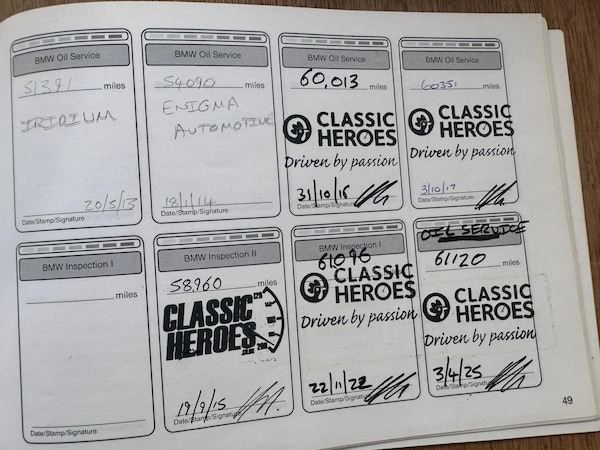 BMW Oil Service
51391 miles
IRIDIUM
20/5/13
Date/Stamp/Signature
BMW Oil Service
54090 miles
ENIGMA
AUTOMOTIVE
18/1/14
Date/Stamp/Signature
BMW Oil Service
60,013 miles
CLASSIC
HEROES
Driven by passion
31/10/16
Date/Stamp/Signature
BMW Oil Service
60351 miles
CLASSIC
HEROES
Driven by passion
3/10/17
Date/Stamp/Signature
BMW Inspection I
miles
Date/Stamp/Signature
BMW Inspection II
58960 miles
CLASSIC
HEROES
19/9/15
Date/Stamp/Signature
BMW Inspection I
61096
CLASSIC
HEROES
Driven by passion
22/11/22
Date/Stamp/Signature
OIL SERVICE
61120 miles
CLASSIC
HEROES
Driven by passion
3/4/25
49